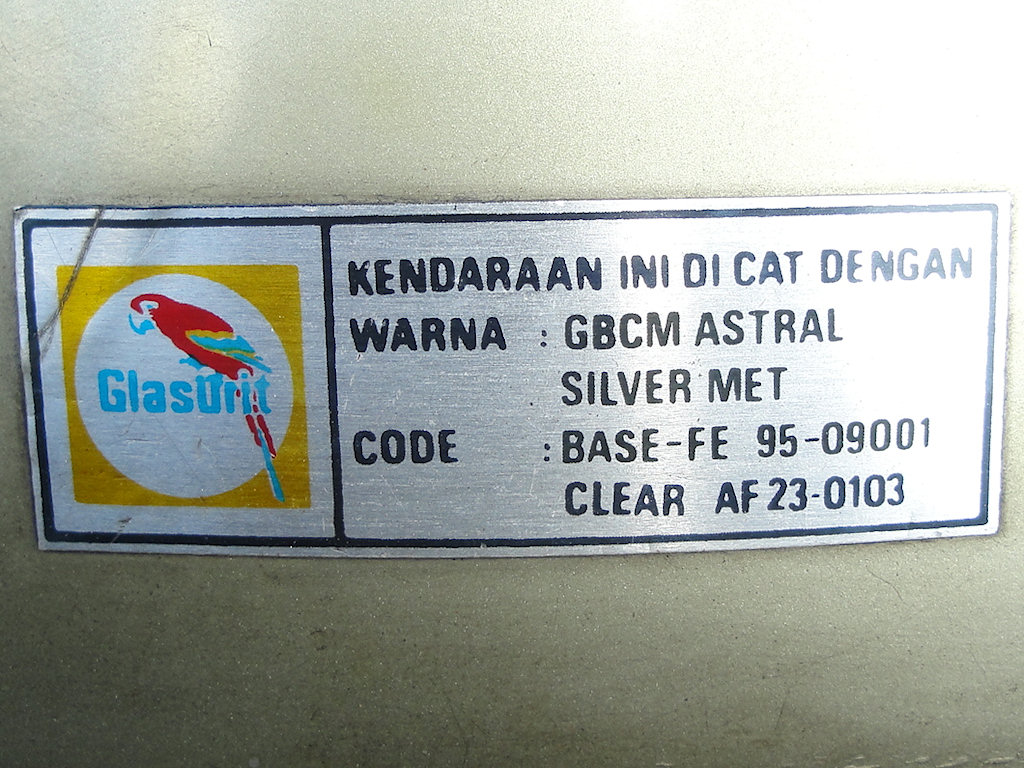 Glasurit
KENDARAAN INI DI CAT DENGAN
WARNA : GBCM ASTRAL
SILVER MET
CODE : BASE-FE 95-09001
CLEAR AF 23-0103